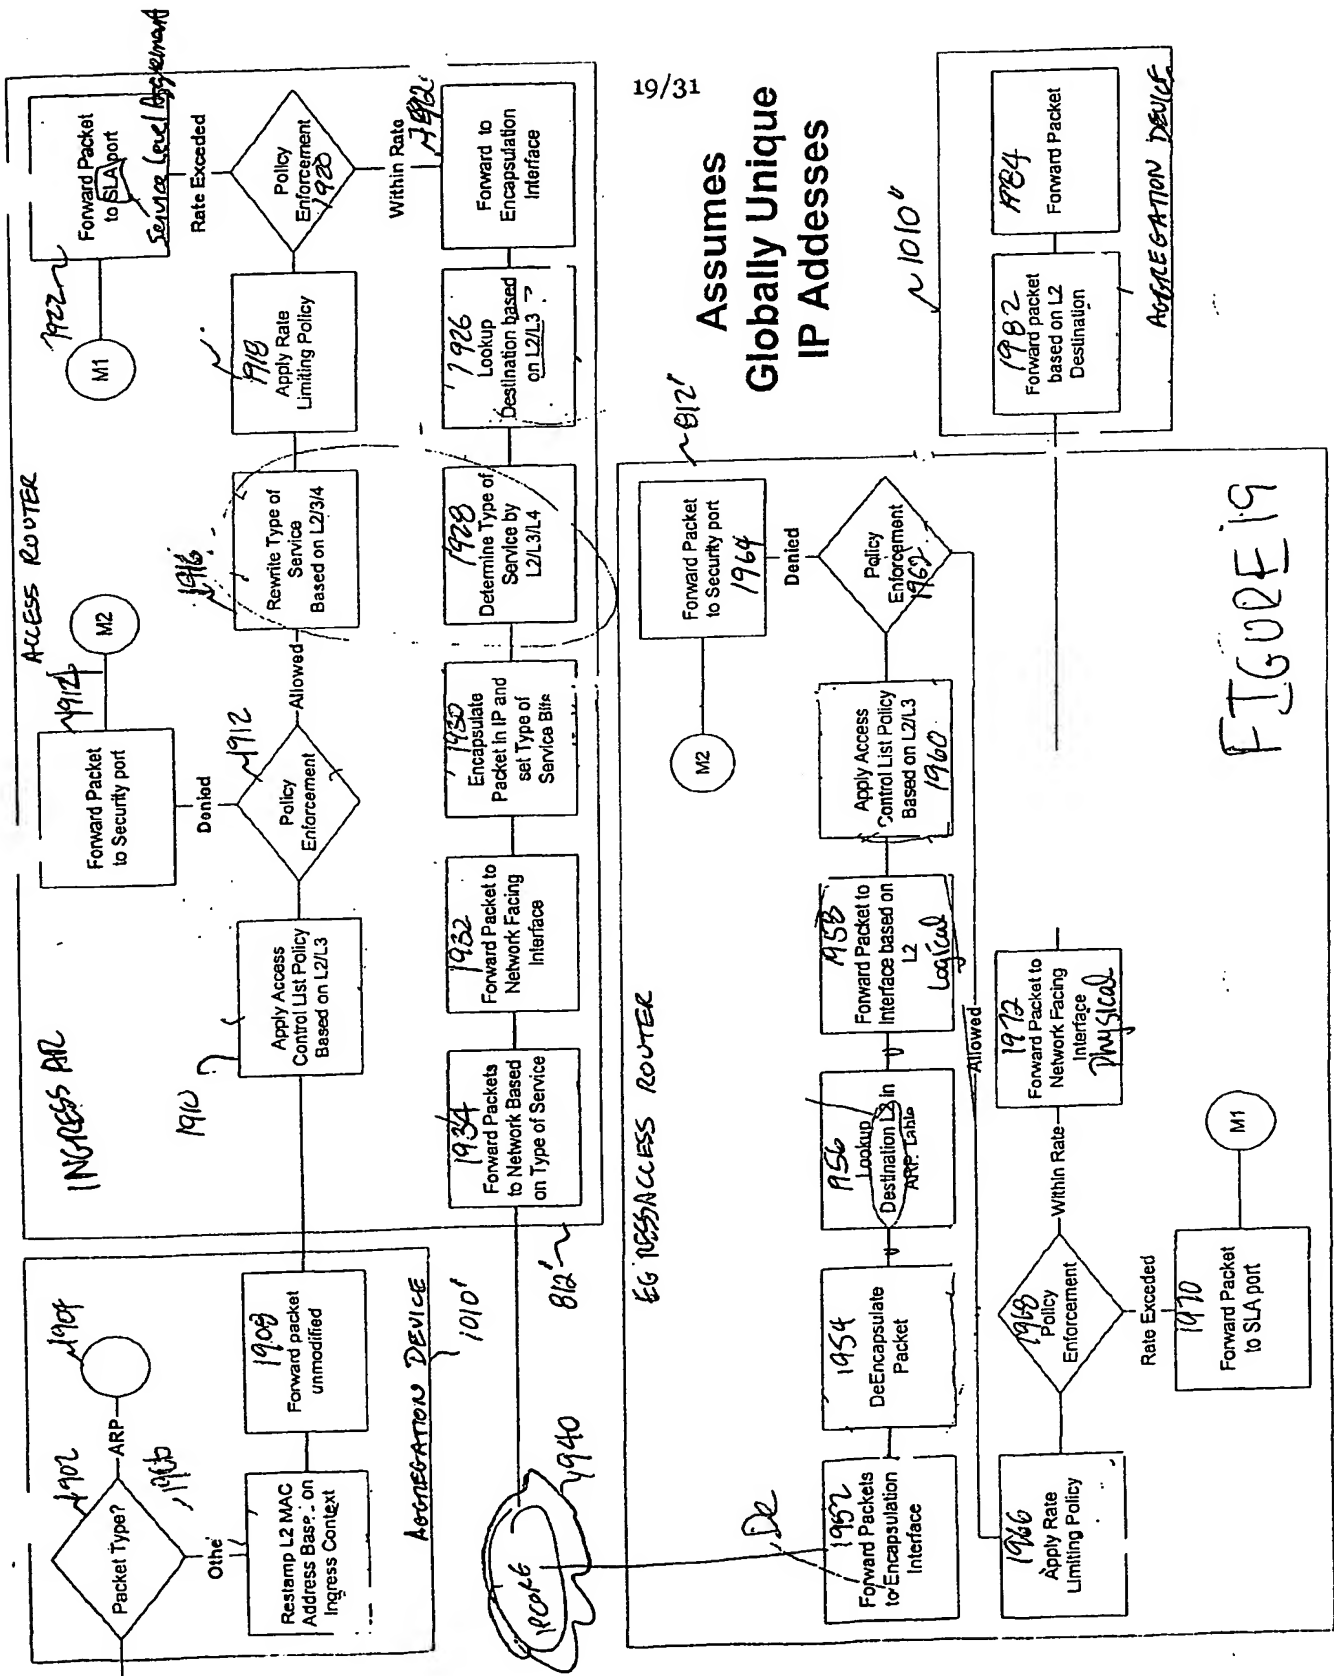 19/31
Assumes
Globally Unique
IP Addesses
FIGURE 19
Packet Type?
1902
ARP
1904
Othe
Restamp L2 MAC
Address Base on
Ingress Context
1908
Forward packet
unmodified
AGGREGATION DEVICE
1010'
INGRESS AR
ACCESS ROUTER
1910
Apply Access
Control List Policy
Based on L2/L3
1912
Policy
Enforcement
Denied
Forward Packet
to Security port
M2
Allowed
1916
Rewrite Type of
Service
Based on L2/3/4
1918
Apply Rate
Limiting Policy
Policy
Enforcement
1920
Rate Exceeded
Forward Packet
to SLA port
Service Level Agreement
1922
M1
Within Rate
Forward to
Encapsulation
Interface
1926
Lookup
Destination based
on L2/L3
1928
Determine Type of
Service by
L2/L3/L4
1930
Encapsulate
Packet in IP and
set Type of
Service Bits
1932
Forward Packet to
Network Facing
Interface
1934
Forward Packets
to Network Based
on Type of Service
812'
IP CORE
1940
EGRESS ACCESS ROUTER
812'
De
1952
Forward Packets
to Encapsulation
Interface
1954
DeEncapsulate
Packet
1956
Lookup
Destination L2 in
ARP Table
1958
Forward Packet to
Interface based on
L2
Logical
Apply Access
Control List Policy
Based on L2/L3
1960
Policy
Enforcement
1962
Denied
Forward Packet
to Security port
1964
M2
Allowed
1966
Apply Rate
Limiting Policy
1968
Policy
Enforcement
Rate Exceeded
1970
Forward Packet
to SLA port
M1
Within Rate
1972
Forward Packet to
Network Facing
Interface
Physical
1010"
1982
Forward packet
based on L2
Destination
1984
Forward Packet
AGGREGATION DEVICE